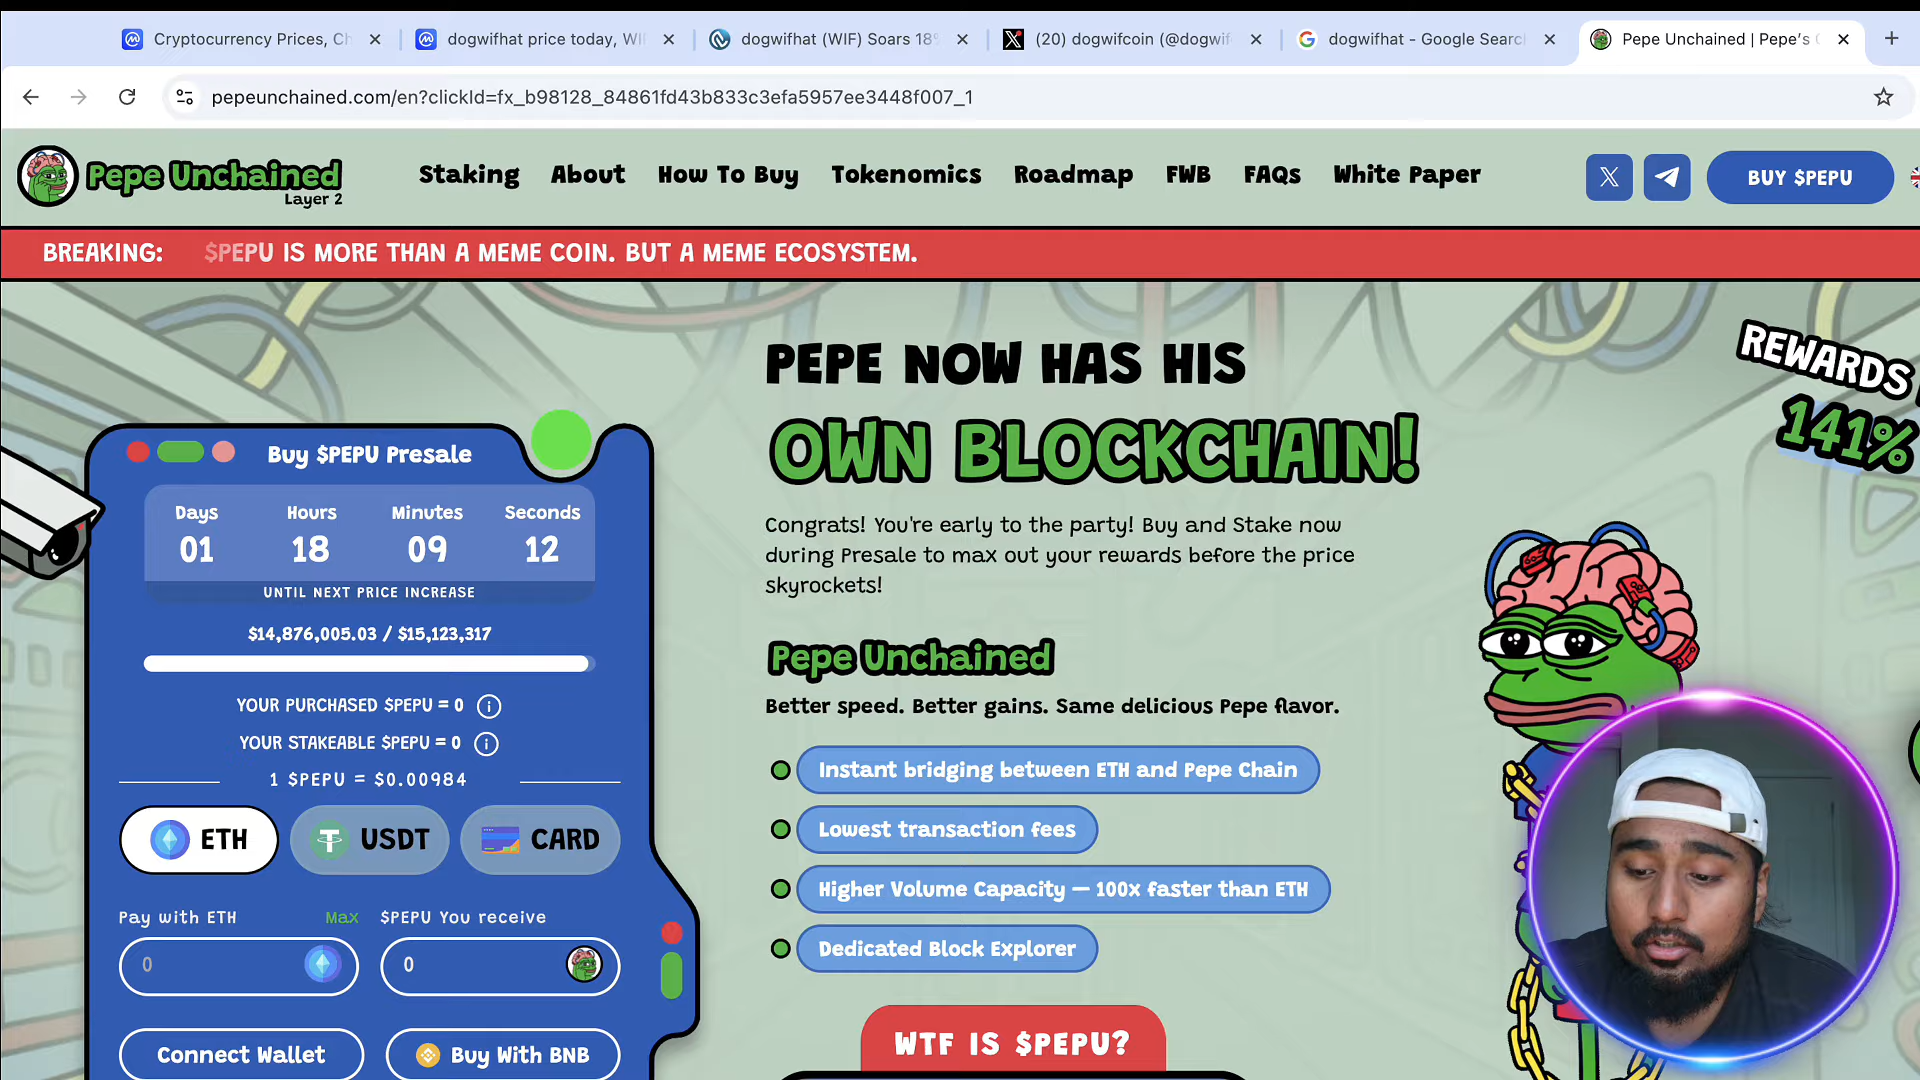 Cryptocurrency Prices, Ch
dogwifhat price today, WIF
dogwifhat (WIF) Soars 18%
(20) dogwifcoin (@dogwif
dogwifhat - Google Search
Pepe Unchained | Pepe's
pepeunchained.com/en?clickId=fx_b98128_84861fd43b833c3efa5957ee3448f007_1
Pepe Unchained
Layer 2
Staking
About
How To Buy
Tokenomics
Roadmap
FWB
FAQs
White Paper
BUY $PEPU
BREAKING: $PEPU IS MORE THAN A MEME COIN. BUT A MEME ECOSYSTEM.
PEPE NOW HAS HIS
OWN BLOCKCHAIN!
REWARDS
141%
Congrats! You're early to the party! Buy and Stake now
during Presale to max out your rewards before the price
skyrockets!
Pepe Unchained
Better speed. Better gains. Same delicious Pepe flavor.
Instant bridging between ETH and Pepe Chain
Lowest transaction fees
Higher Volume Capacity — 100x faster than ETH
Dedicated Block Explorer
WTF IS $PEPU?
Buy $PEPU Presale
Days Hours Minutes Seconds
01 18 09 12
UNTIL NEXT PRICE INCREASE
$14,876,005.03 / $15,123,317
YOUR PURCHASED $PEPU = 0
YOUR STAKEABLE $PEPU = 0
1 $PEPU = $0.00984
ETH
USDT
CARD
Pay with ETH Max
$PEPU You receive
0
0
Connect Wallet
Buy With BNB